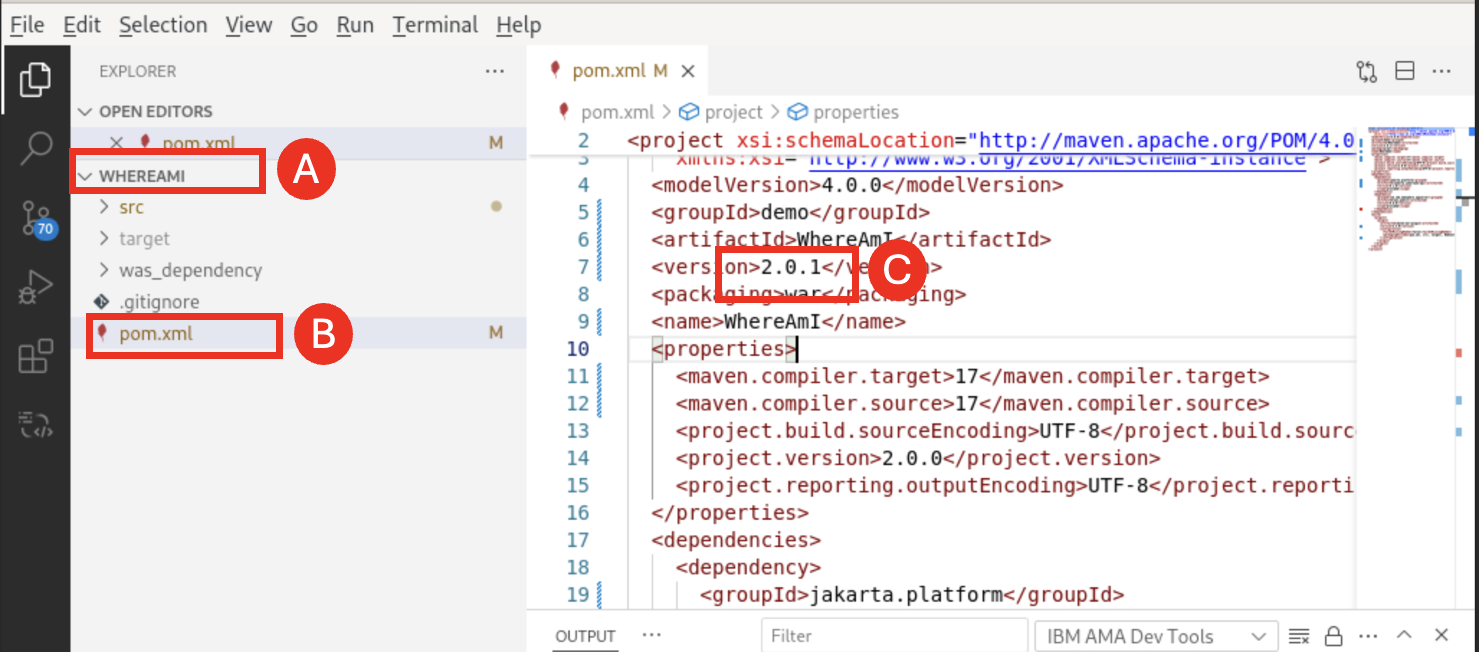 File Edit Selection View Go Run Terminal Help
EXPLORER ...
OPEN EDITORS
pom.xml M
WHEREAMI
A
src
70
target
was_dependency
.gitignore
pom.xml M
B
pom.xml M
pom.xml > project > properties
2 <project xsi:schemaLocation="http://maven.apache.org/POM/4.0
3 xmlns:xsi="http://www.w3.org/2001/XMLSchema-instance">
4 <modelVersion>4.0.0</modelVersion>
5 <groupId>demo</groupId>
6 <artifactId>WhereAmI</artifactId>
7 <version>2.0.1</version>
C
8 <packaging>war</packaging>
9 <name>WhereAmI</name>
10 <properties>
11 <maven.compiler.target>17</maven.compiler.target>
12 <maven.compiler.source>17</maven.compiler.source>
13 <project.build.sourceEncoding>UTF-8</project.build.sourc
14 <project.version>2.0.0</project.version>
15 <project.reporting.outputEncoding>UTF-8</project.reporti
16 </properties>
17 <dependencies>
18 <dependency>
19 <groupId>jakarta.platform</groupId>
OUTPUT ... Filter IBM AMA Dev Tools ...